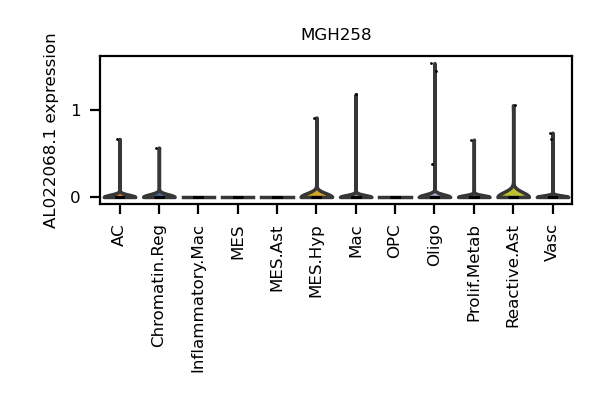 MGH258
AL022068.1 expression
1
0
AC
Chromatin.Reg
Inflammatory.Mac
MES
MES.Ast
MES.Hyp
Mac
OPC
Oligo
Prolif.Metab
Reactive.Ast
Vasc